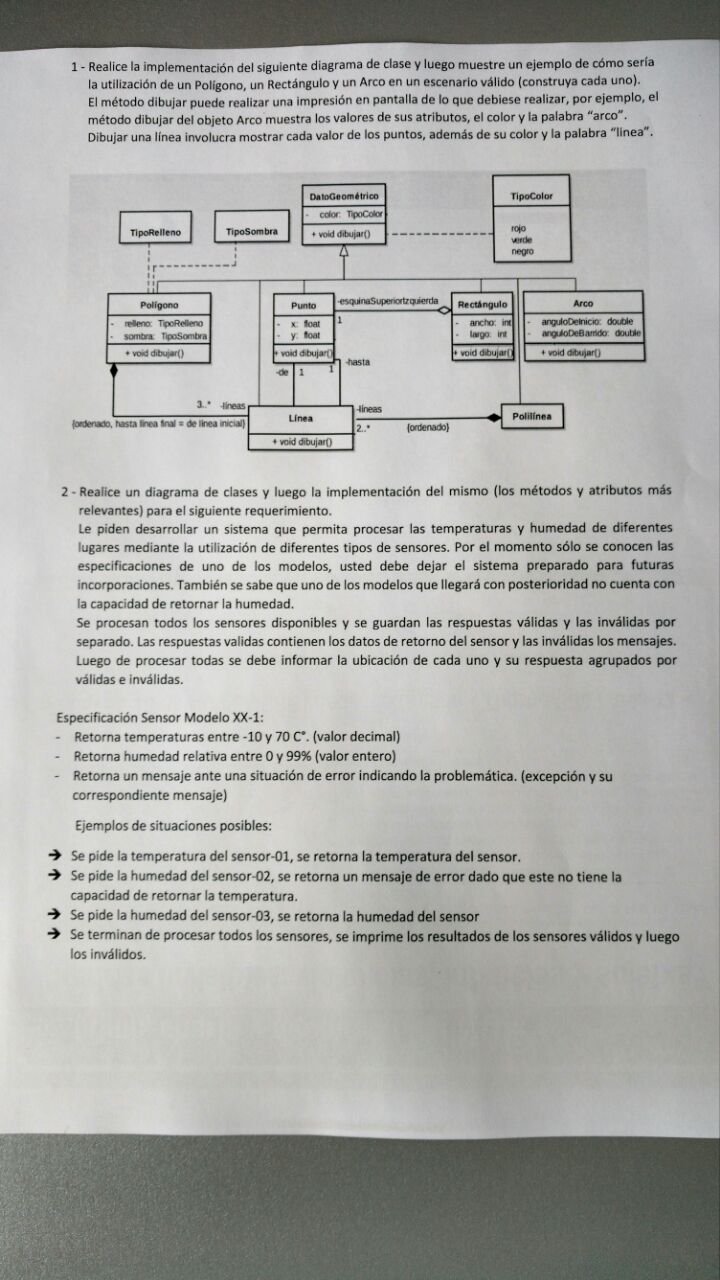 1 - Realice la implementación del siguiente diagrama de clase y luego muestre un ejemplo de cómo sería
la utilización de un Polígono, un Rectángulo y un Arco en un escenario válido (construya cada uno).
El método dibujar puede realizar una impresión en pantalla de lo que debiese realizar, por ejemplo, el
método dibujar del objeto Arco muestra los valores de sus atributos, el color y la palabra “arco”.
Dibujar una línea involucra mostrar cada valor de los puntos, además de su color y la palabra “linea”.
DatoGeométrico
- color: TipoColor
+ void dibujar()
TipoColor
rojo
verde
negro
TipoRelleno
TipoSombra
Polígono
- relleno: TipoRelleno
- sombra: TipoSombra
+ void dibujar()
Punto
- x: float
- y: float
+ void dibujar()
-esquinaSuperiorIzquierda
1
Rectángulo
- ancho: int
- largo: int
+ void dibujar()
Arco
- anguloDeInicio: double
- anguloDeBarrido: double
+ void dibujar()
-de
1
1
-hasta
3..* -líneas
{ordenado, hasta línea final = de línea inicial}
Línea
+ void dibujar()
-líneas
2..*
{ordenado}
Polilínea
2 - Realice un diagrama de clases y luego la implementación del mismo (los métodos y atributos más
relevantes) para el siguiente requerimiento.
Le piden desarrollar un sistema que permita procesar las temperaturas y humedad de diferentes
lugares mediante la utilización de diferentes tipos de sensores. Por el momento sólo se conocen las
especificaciones de uno de los modelos, usted debe dejar el sistema preparado para futuras
incorporaciones. También se sabe que uno de los modelos que llegará con posterioridad no cuenta con
la capacidad de retornar la humedad.
Se procesan todos los sensores disponibles y se guardan las respuestas válidas y las inválidas por
separado. Las respuestas validas contienen los datos de retorno del sensor y las inválidas los mensajes.
Luego de procesar todas se debe informar la ubicación de cada uno y su respuesta agrupados por
válidas e inválidas.
Especificación Sensor Modelo XX-1:
- Retorna temperaturas entre -10 y 70 C°. (valor decimal)
- Retorna humedad relativa entre 0 y 99% (valor entero)
- Retorna un mensaje ante una situación de error indicando la problemática. (excepción y su
correspondiente mensaje)
Ejemplos de situaciones posibles:
➔ Se pide la temperatura del sensor-01, se retorna la temperatura del sensor.
➔ Se pide la humedad del sensor-02, se retorna un mensaje de error dado que este no tiene la
capacidad de retornar la temperatura.
➔ Se pide la humedad del sensor-03, se retorna la humedad del sensor
➔ Se terminan de procesar todos los sensores, se imprime los resultados de los sensores válidos y luego
los inválidos.